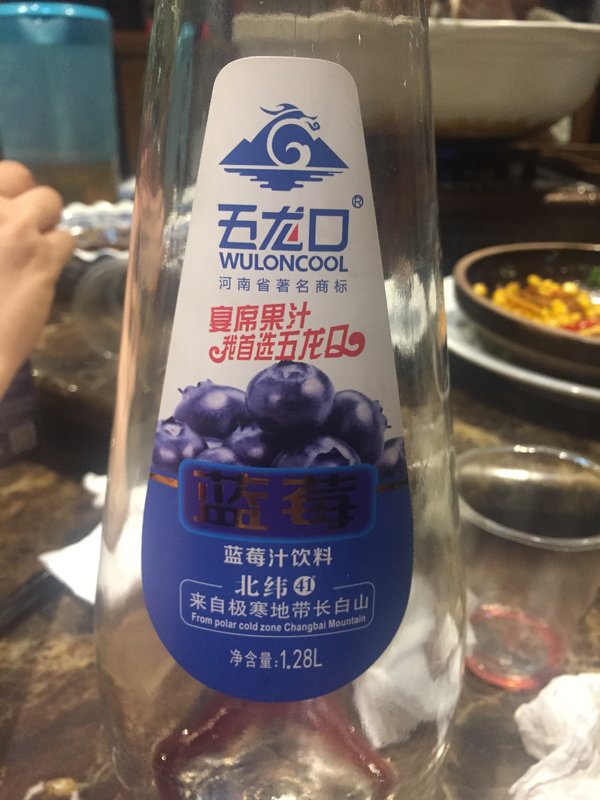 五龙口®
WULONCOOL
河南省著名商标
宴席果汁
我首选五龙口
蓝莓
蓝莓汁饮料
北纬41°
来自极寒地带长白山
From polar cold zone Changbai Mountain
净含量:1.28L